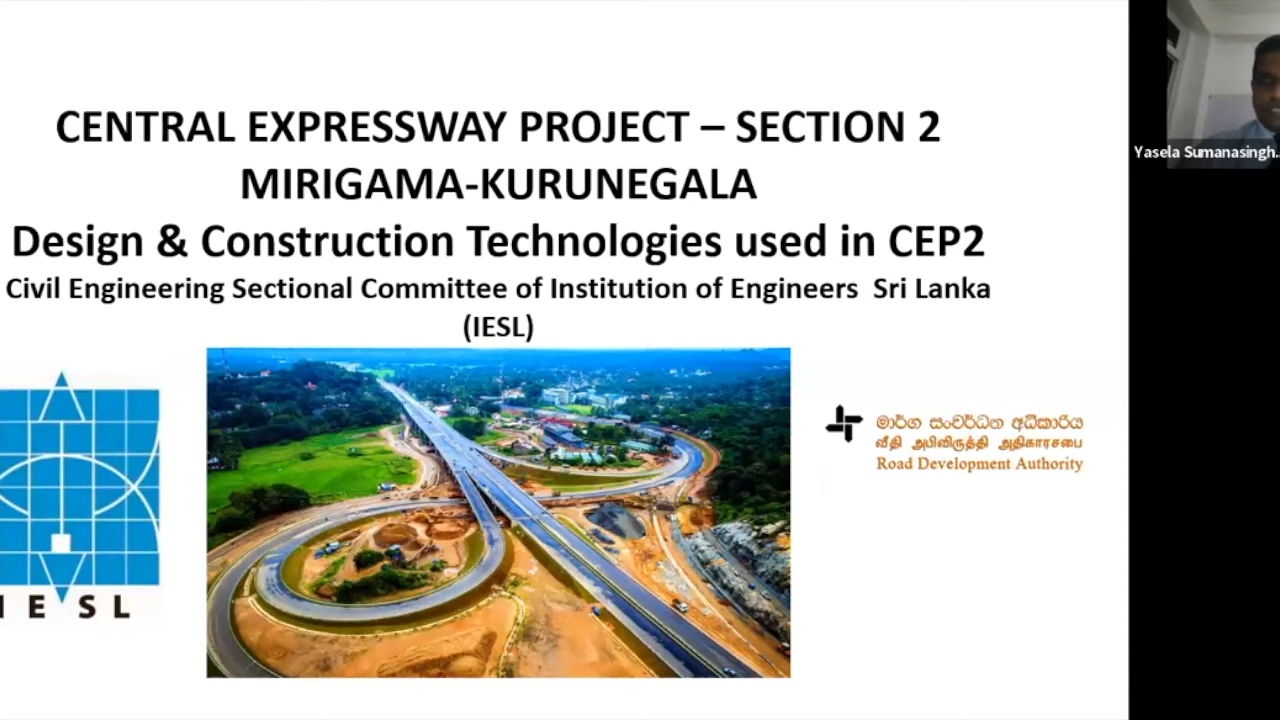 CENTRAL EXPRESSWAY PROJECT – SECTION 2
MIRIGAMA-KURUNEGALA
Design & Construction Technologies used in CEP2
Civil Engineering Sectional Committee of Institution of Engineers Sri Lanka
(IESL)
I E S L
මාර්ග සංවර්ධන අධිකාරිය
வீதி அபிவிருத்தி அதிகாரசபை
Road Development Authority
Yasela Sumanasingh...